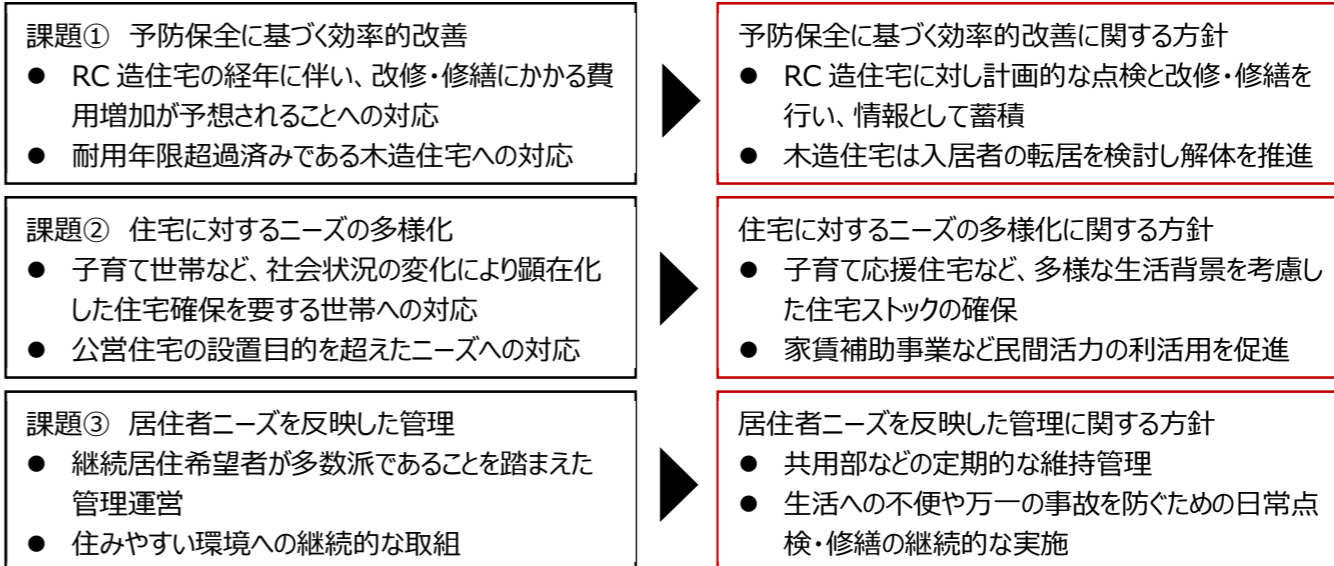 課題① 予防保全に基づく効率的改善
● RC 造住宅の経年に伴い、改修・修繕にかかる費
用増加が予想されることへの対応
● 耐用年限超過済みである木造住宅への対応
予防保全に基づく効率的改善に関する方針
● RC 造住宅に対し計画的な点検と改修・修繕を
行い、情報として蓄積
● 木造住宅は入居者の転居を検討し解体を推進
課題② 住宅に対するニーズの多様化
● 子育て世帯など、社会状況の変化により顕在化
した住宅確保を要する世帯への対応
● 公営住宅の設置目的を超えたニーズへの対応
住宅に対するニーズの多様化に関する方針
● 子育て応援住宅など、多様な生活背景を考慮し
た住宅ストックの確保
● 家賃補助事業など民間活力の利活用を促進
課題③ 居住者ニーズを反映した管理
● 継続居住希望者が多数派であることを踏まえた
管理運営
● 住みやすい環境への継続的な取組
居住者ニーズを反映した管理に関する方針
● 共用部などの定期的な維持管理
● 生活への不便や万一の事故を防ぐための日常点
検・修繕の継続的な実施